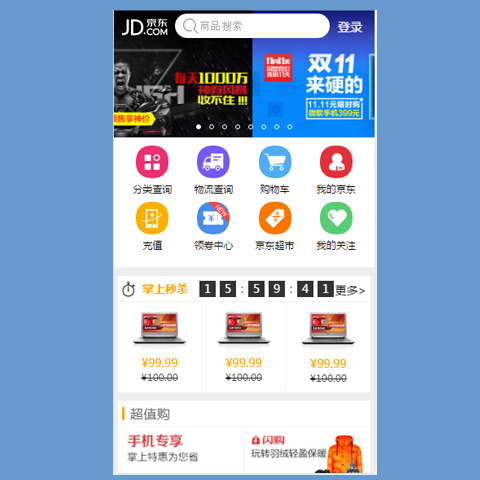 JD 京东 .COM 商品搜索 登录
每天1000万
神券风暴
收不住 !!!
销售享神价
双11
来硬的
11.11元限时购
微软手机399元
分类查询 物流查询 购物车 我的京东
NEW
充值 领券中心 京东超市 我的关注
掌上秒杀 1 5 : 5 9 : 4 1 更多>
¥99.99 ¥99.99 ¥99.99
¥100.00 ¥100.00 ¥100.00
超值购
手机专享 闪购
掌上特惠为您省 玩转羽绒轻盈保暖